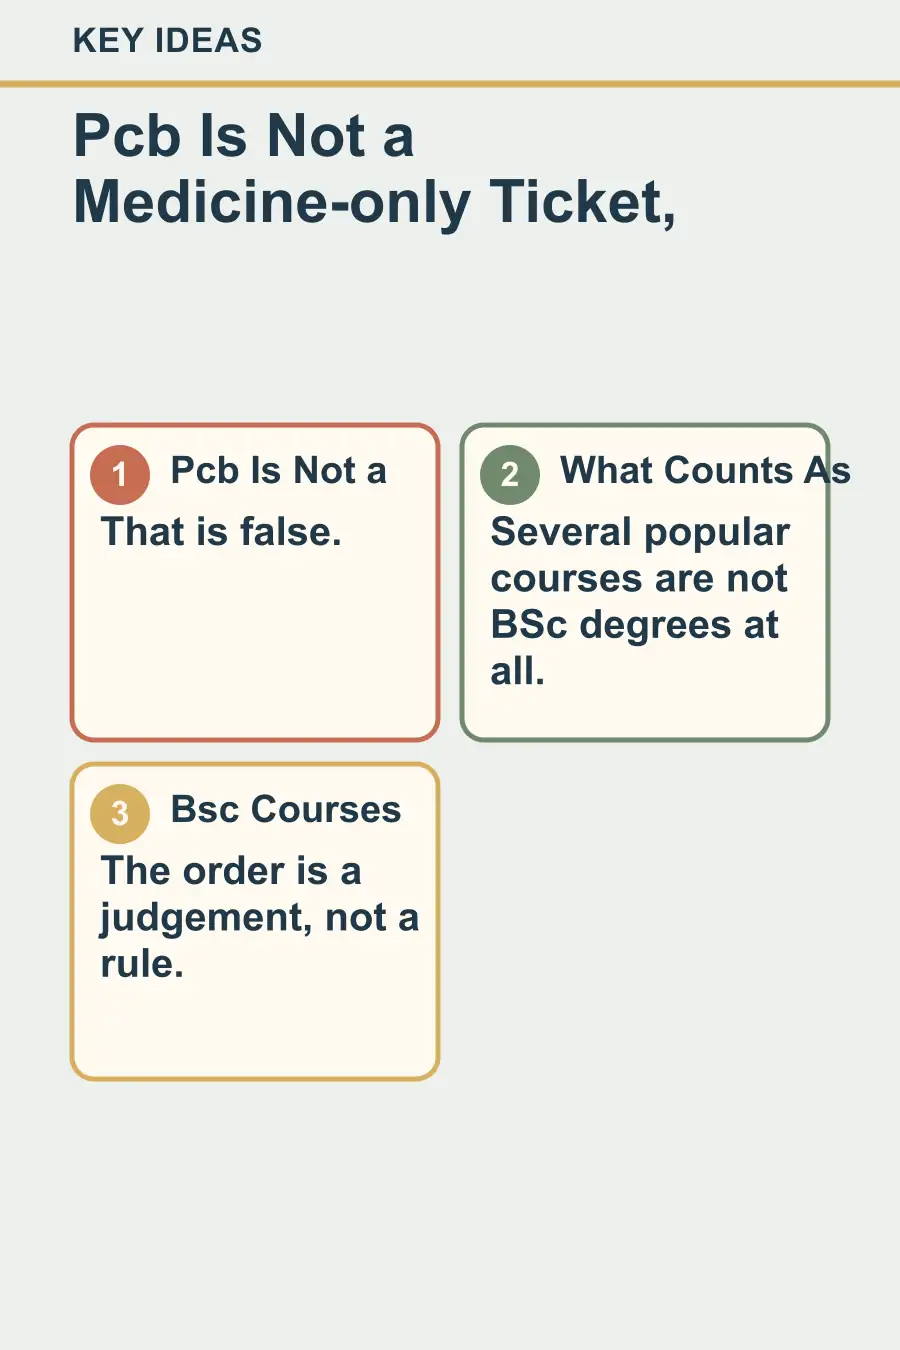 KEY IDEAS
Pcb Is Not a
Medicine-only Ticket,
1 Pcb Is Not a
That is false.
2 What Counts As
Several popular
courses are not
BSc degrees at
all.
3 Bsc Courses
The order is a
judgement, not a
rule.